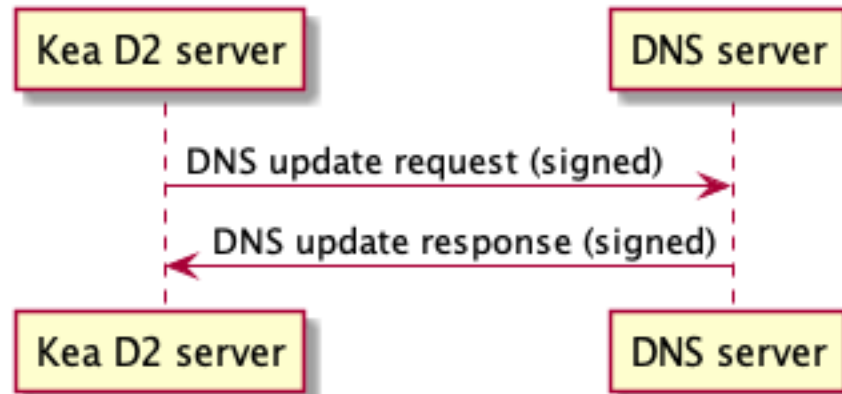 Kea D2 server
DNS server
DNS update request (signed)
DNS update response (signed)
Kea D2 server
DNS server